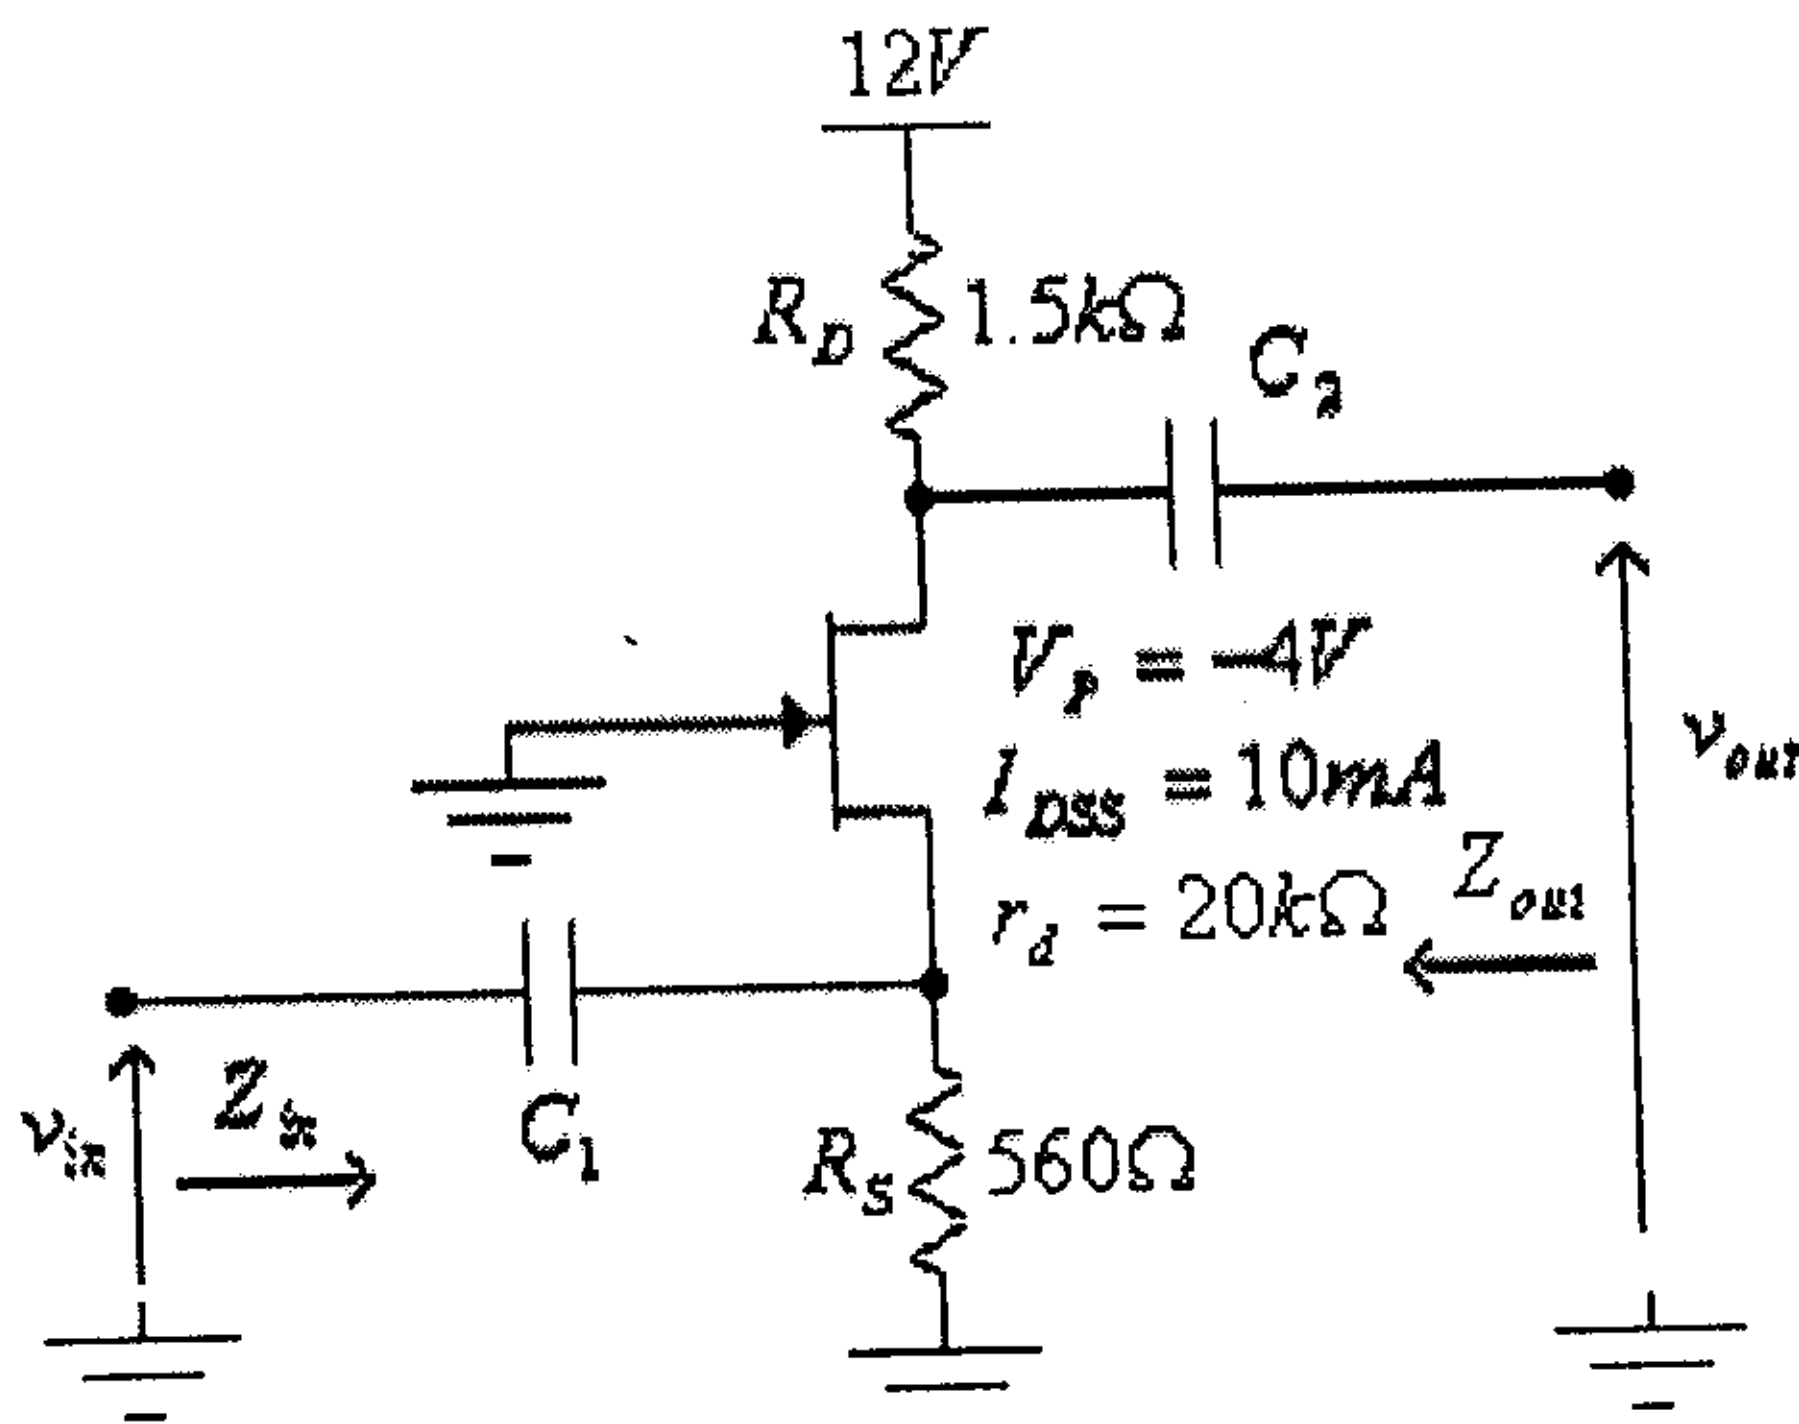 12V
R_D 1.5kΩ
C_2
V_P = -4V
I_DSS = 10mA
r_d = 20kΩ
Z_out
v_out
v_in
Z_in
C_1
R_S 560Ω